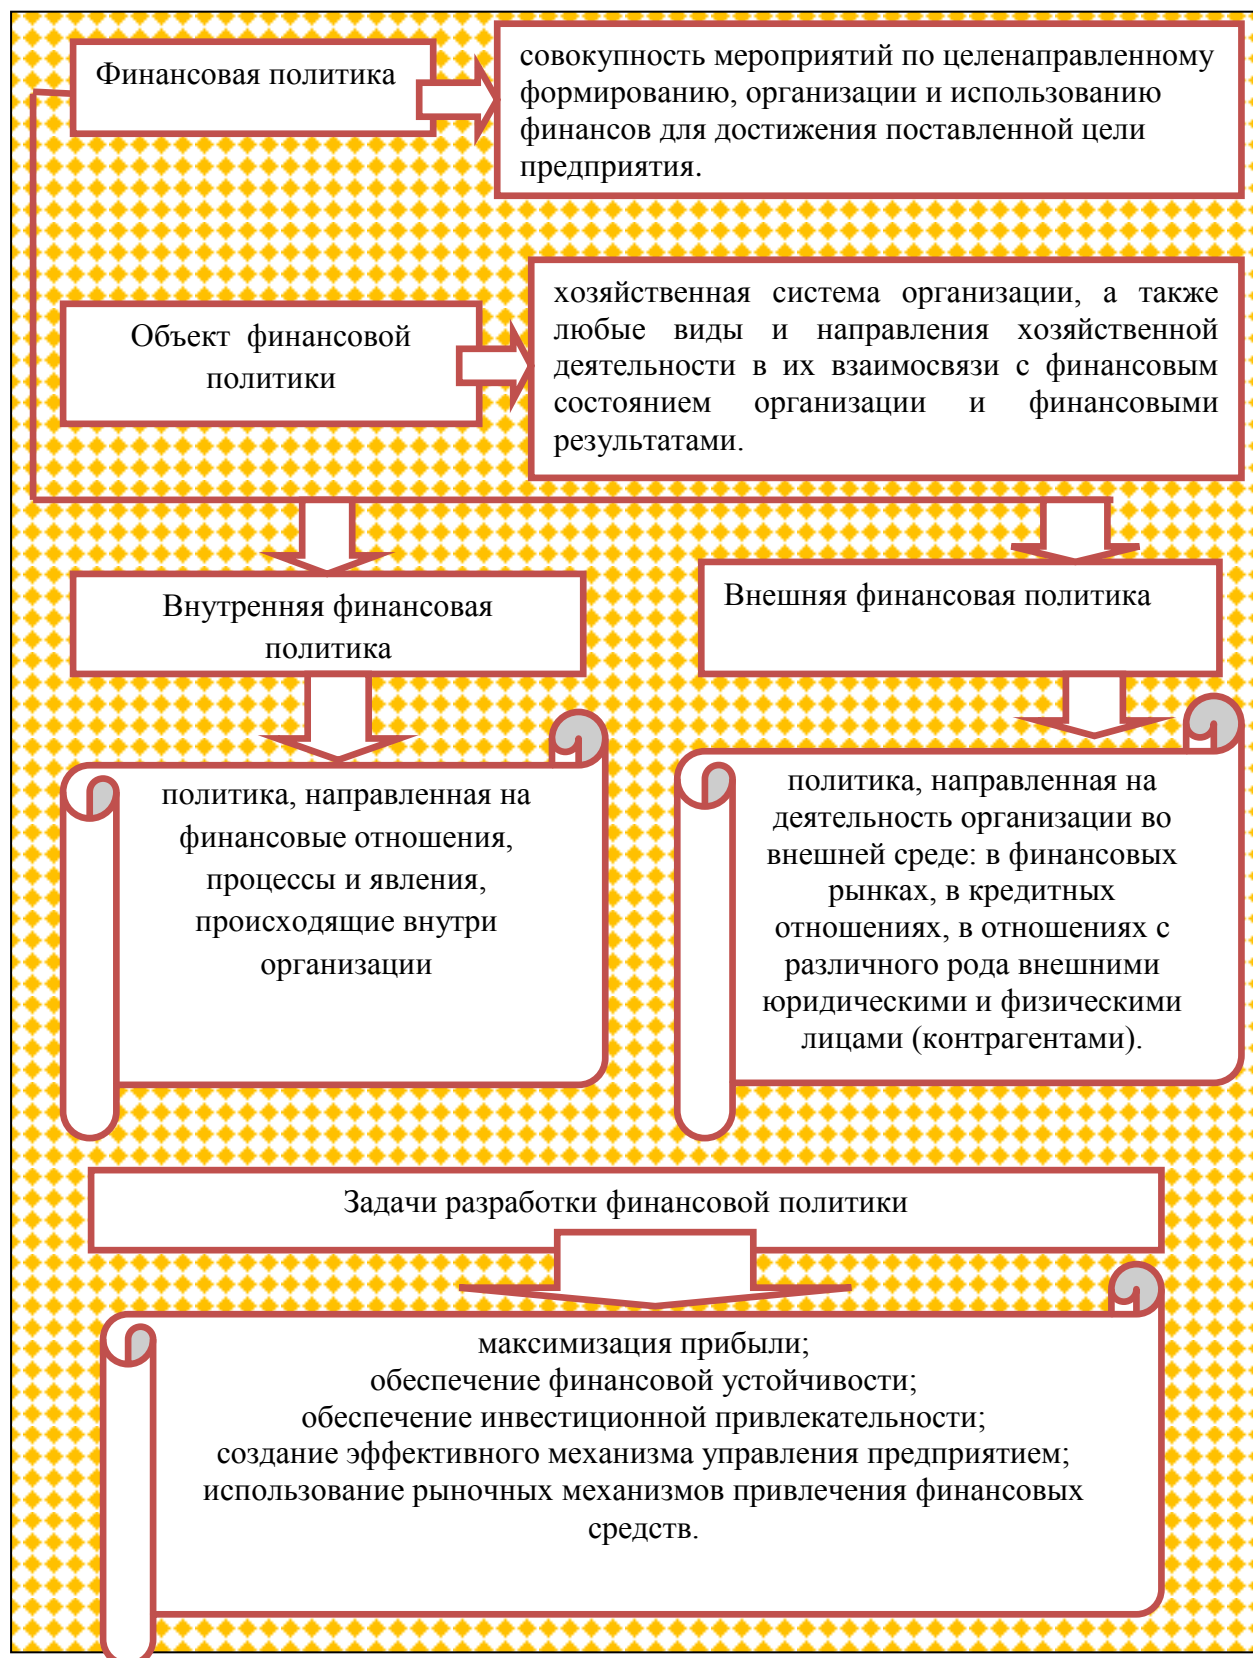 Финансовая политика
совокупность мероприятий по целенаправленному
формированию, организации и использованию
финансов для достижения поставленной цели
предприятия.
Объект финансовой
политики
хозяйственная система организации, а также
любые виды и направления хозяйственной
деятельности в их взаимосвязи с финансовым
состоянием организации и финансовыми
результатами.
Внутренняя финансовая
политика
Внешняя финансовая политика
политика, направленная на
финансовые отношения,
процессы и явления,
происходящие внутри
организации
политика, направленная на
деятельность организации во
внешней среде: в финансовых
рынках, в кредитных
отношениях, в отношениях с
различного рода внешними
юридическими и физическими
лицами (контрагентами).
Задачи разработки финансовой политики
максимизация прибыли;
обеспечение финансовой устойчивости;
обеспечение инвестиционной привлекательности;
создание эффективного механизма управления предприятием;
использование рыночных механизмов привлечения финансовых
средств.